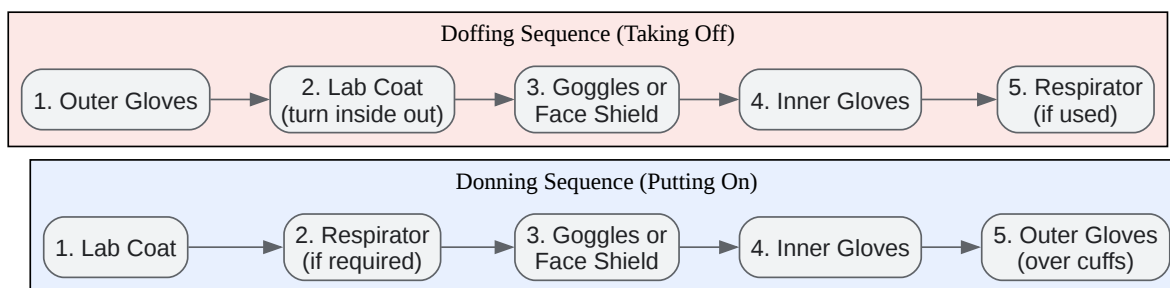 Doffing Sequence (Taking Off)
1. Outer Gloves
2. Lab Coat
(turn inside out)
3. Goggles or
Face Shield
4. Inner Gloves
5. Respirator
(if used)
Donning Sequence (Putting On)
1. Lab Coat
2. Respirator
(if required)
3. Goggles or
Face Shield
4. Inner Gloves
5. Outer Gloves
(over cuffs)